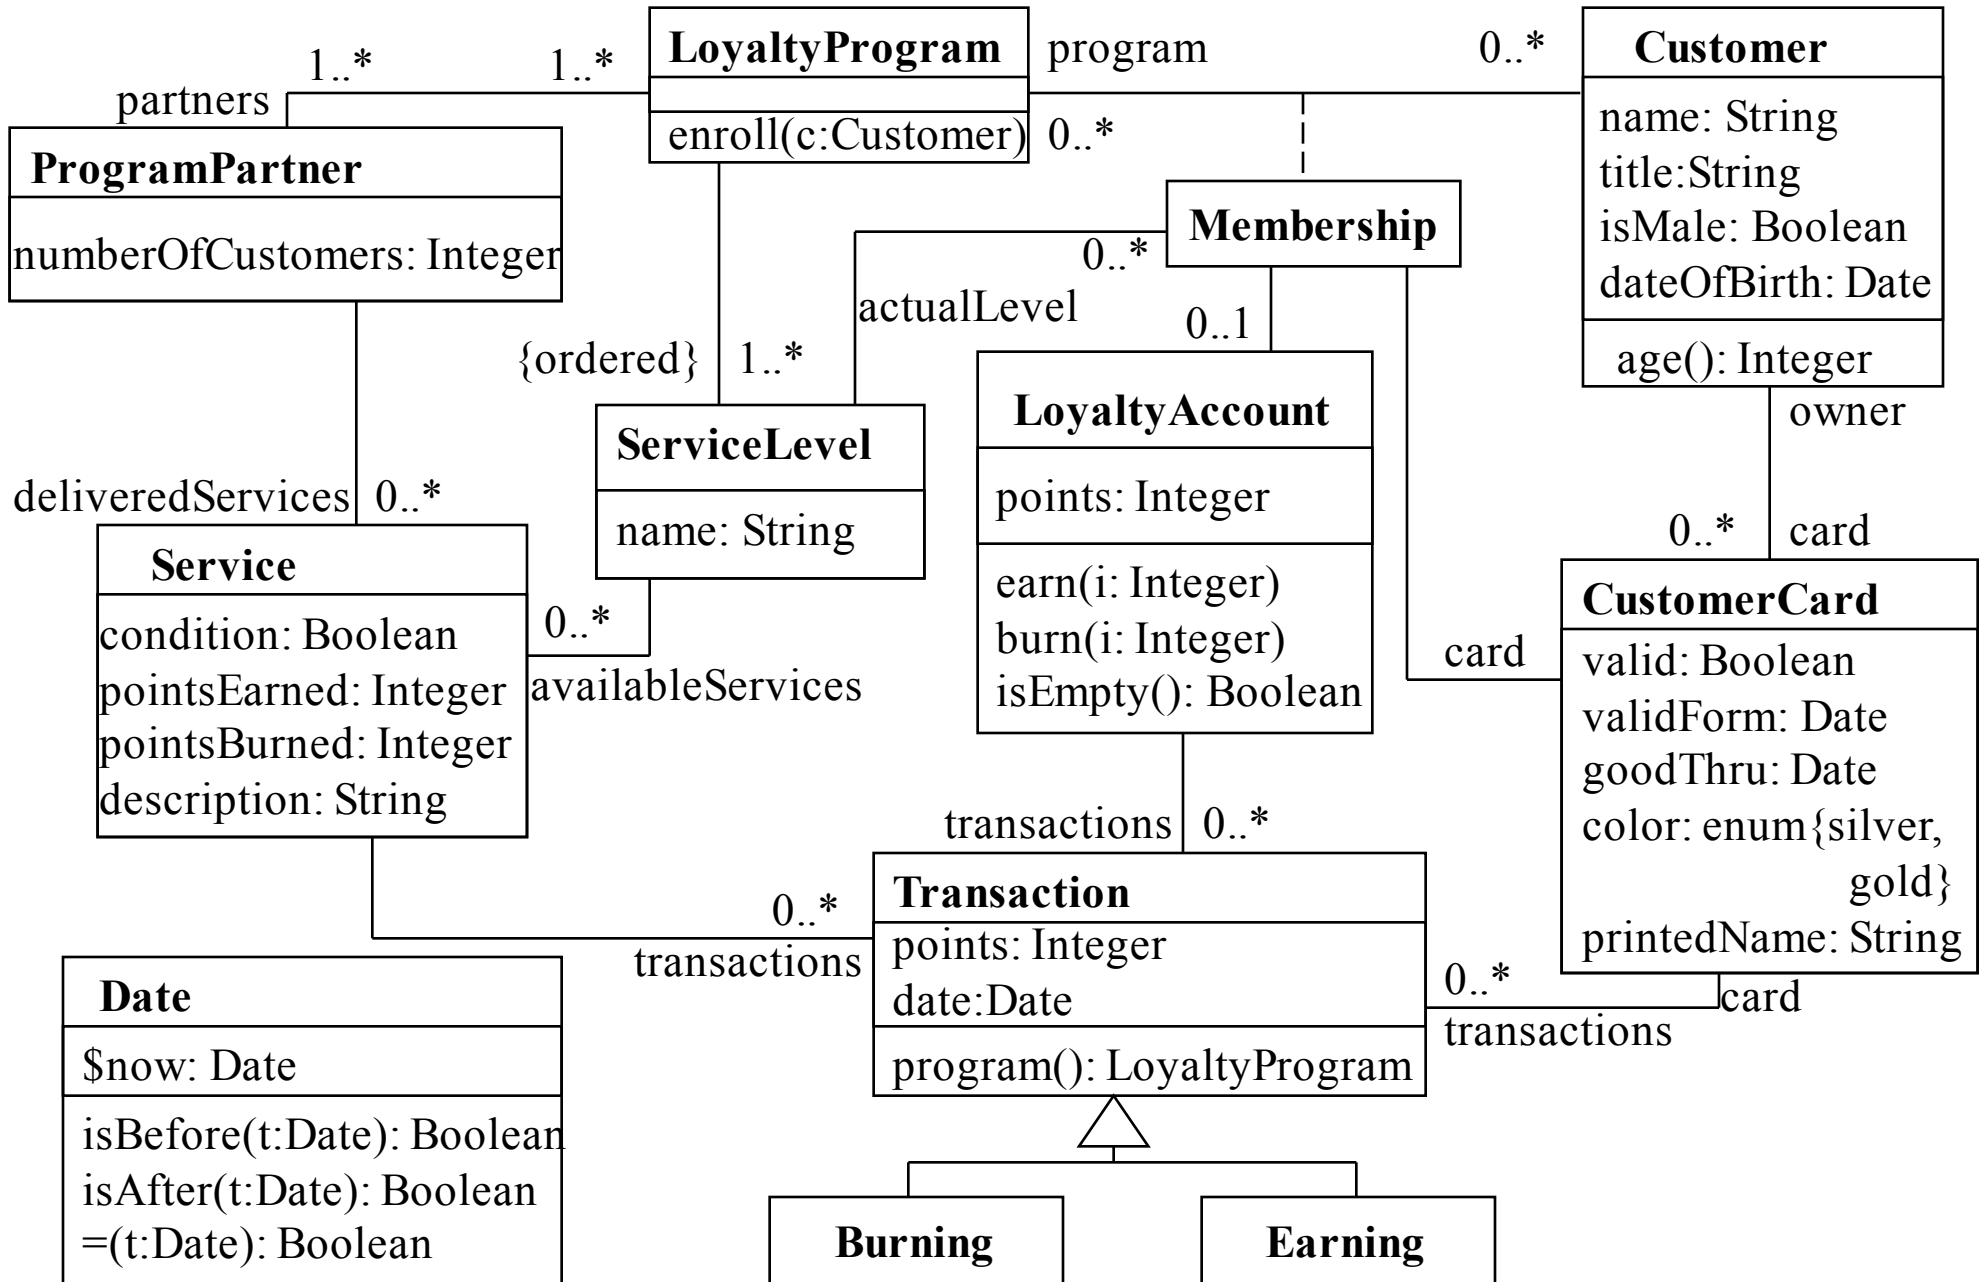 LoyaltyProgram
enroll(c:Customer)
program
0..*
0..*
Customer
name: String
title:String
isMale: Boolean
dateOfBirth: Date
age(): Integer
1..*
1..*
partners
ProgramPartner
numberOfCustomers: Integer
Membership
0..*
actualLevel
0..1
{ordered}
1..*
owner
ServiceLevel
name: String
LoyaltyAccount
points: Integer
earn(i: Integer)
burn(i: Integer)
isEmpty(): Boolean
0..*
card
deliveredServices
0..*
Service
condition: Boolean
pointsEarned: Integer
pointsBurned: Integer
description: String
0..*
availableServices
card
CustomerCard
valid: Boolean
validForm: Date
goodThru: Date
color: enum{silver,
gold}
printedName: String
transactions
0..*
0..*
transactions
Transaction
points: Integer
date:Date
program(): LoyaltyProgram
0..*
transactions
card
Date
$now: Date
isBefore(t:Date): Boolean
isAfter(t:Date): Boolean
=(t:Date): Boolean
Burning
Earning